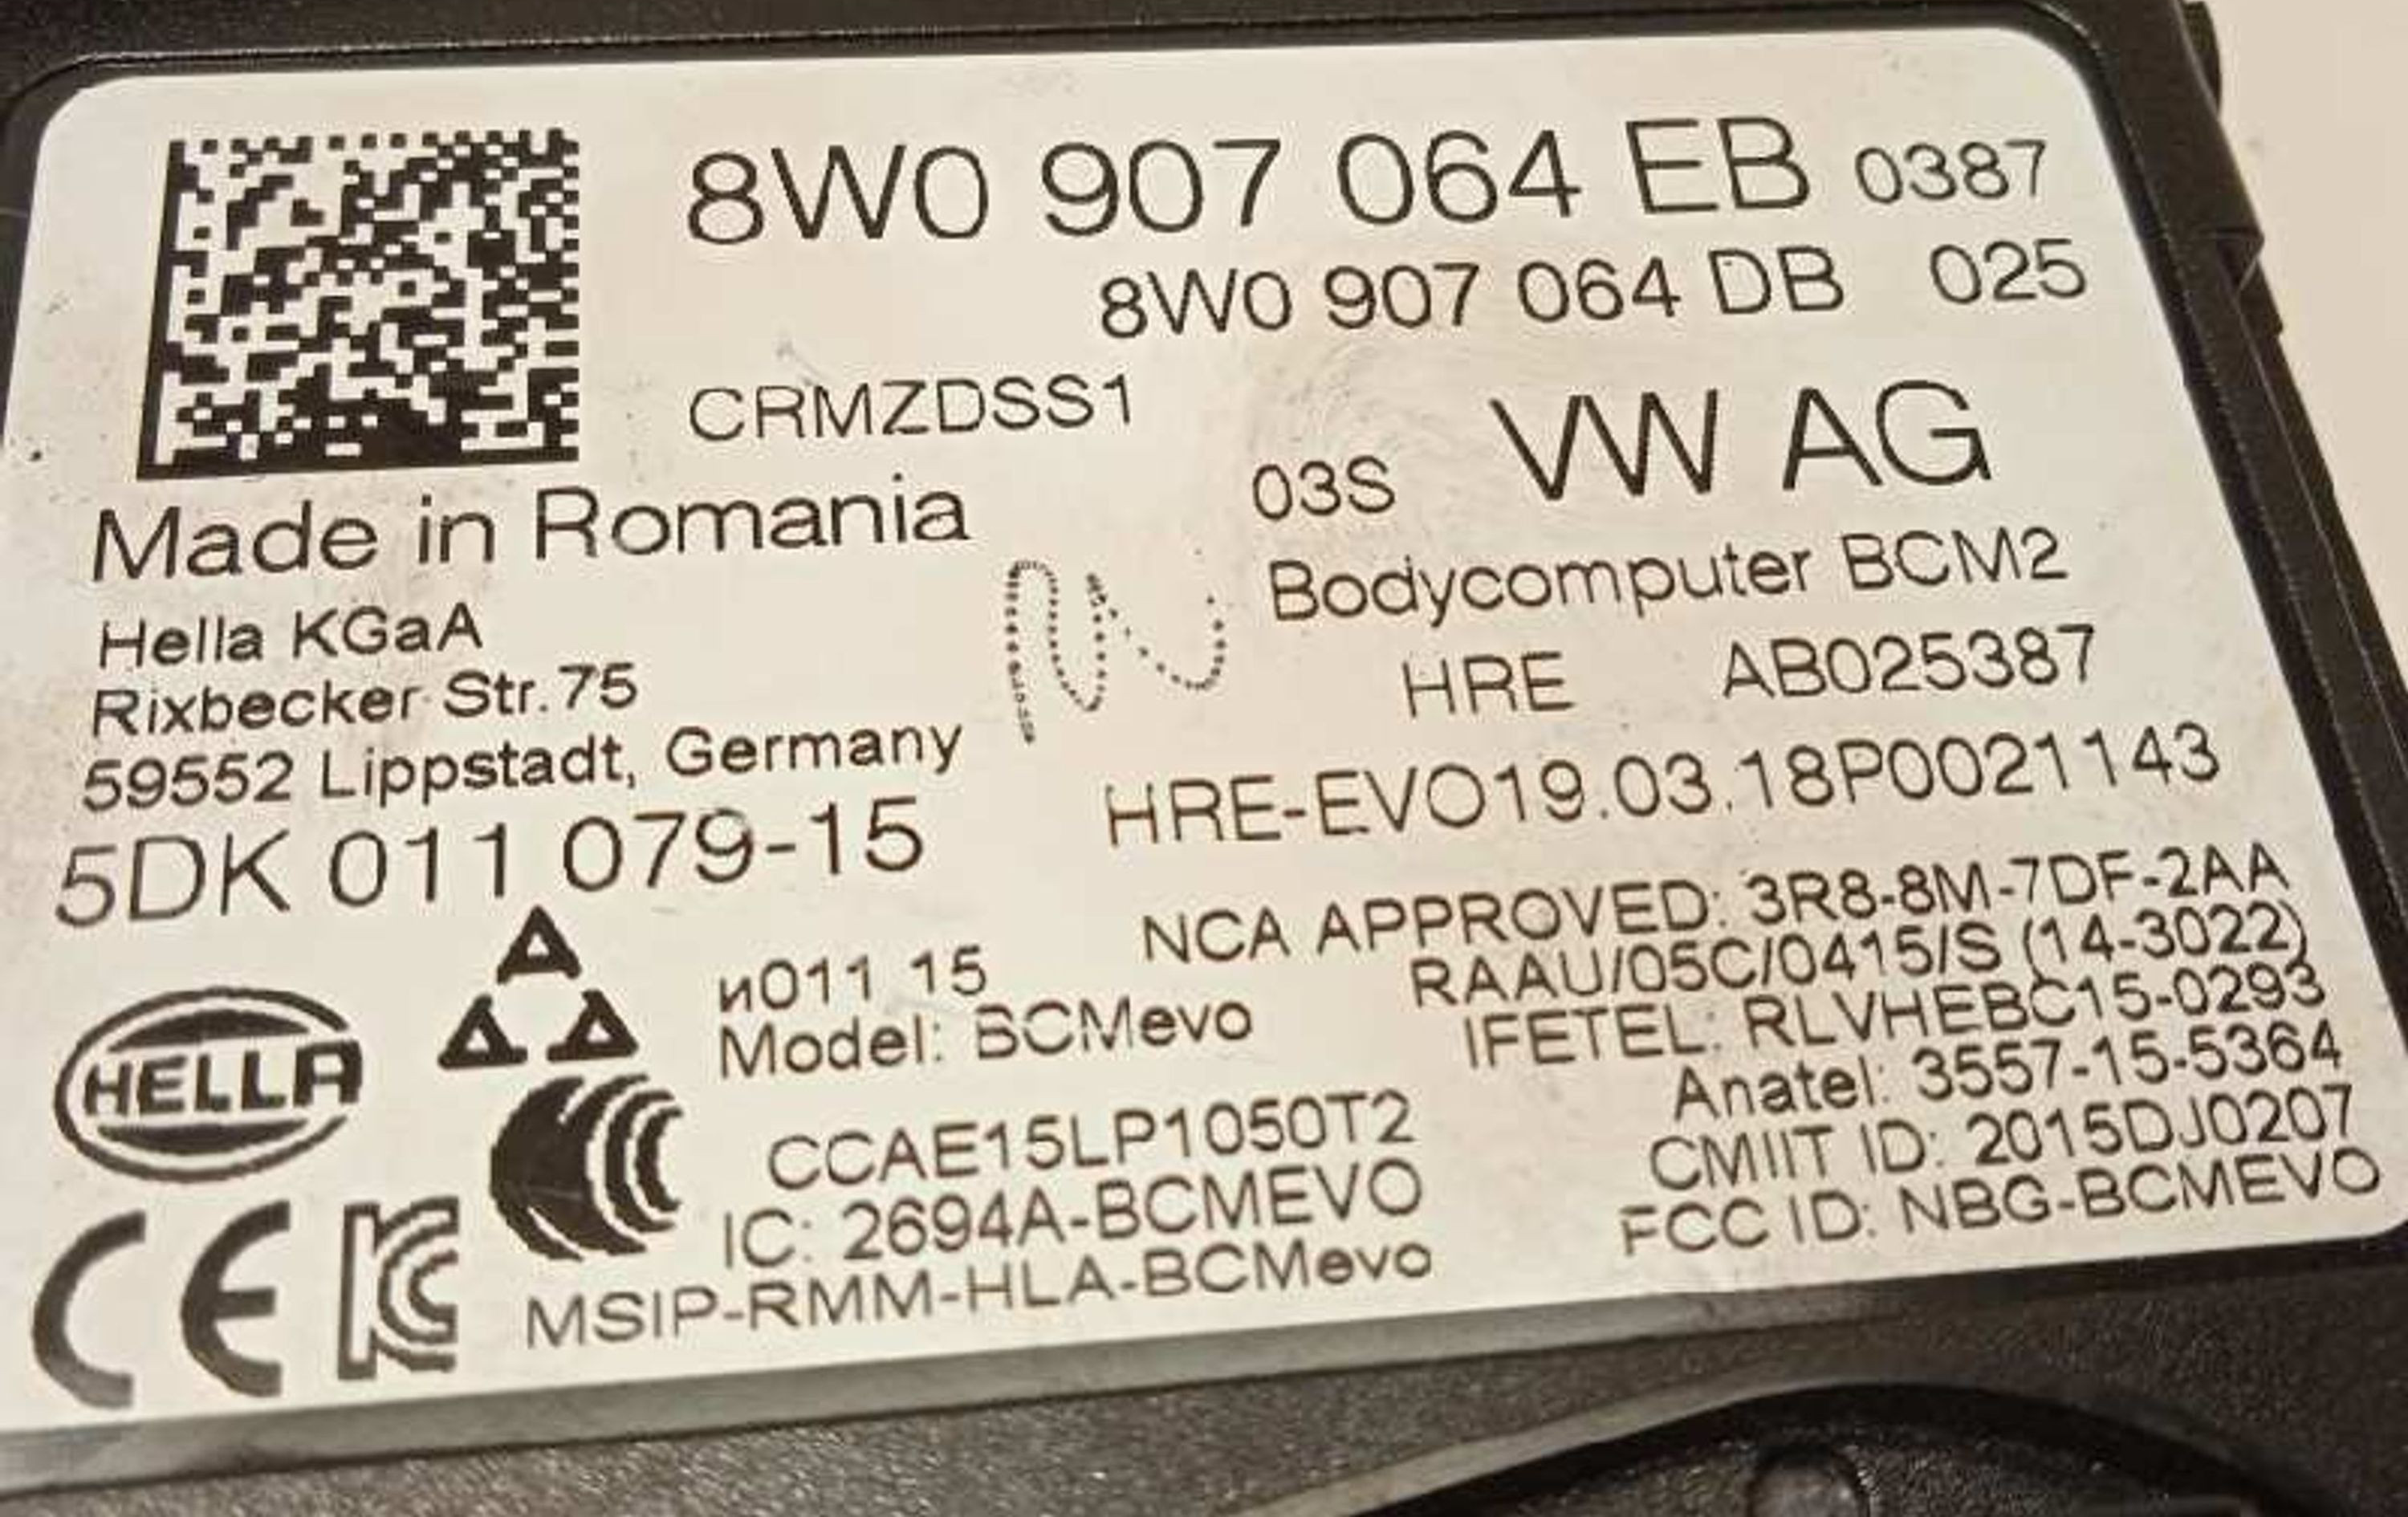 8W0 907 064 EB 0387
8W0 907 064 DB 025
CRMZDSS1
03S VW AG
Made in Romania
Bodycomputer BCM2
Hella KGaA
Rixbecker Str.75
59552 Lippstadt, Germany
HRE AB025387
HRE-EVO19.03.18P0021143
5DK 011 079-15
NCA APPROVED: 3R8-8M-7DF-2AA
RAAU/05C/0415/S (14-3022)
IFETEL: RLVHEBC15-0293
Anatel: 3557-15-5364
CMIIT ID: 2015DJ0207
FCC ID: NBG-BCMEVO
и011 15
Model: BCMevo
HELLA
CCAE15LP1050T2
IC: 2694A-BCMEVO
MSIP-RMM-HLA-BCMevo
CE